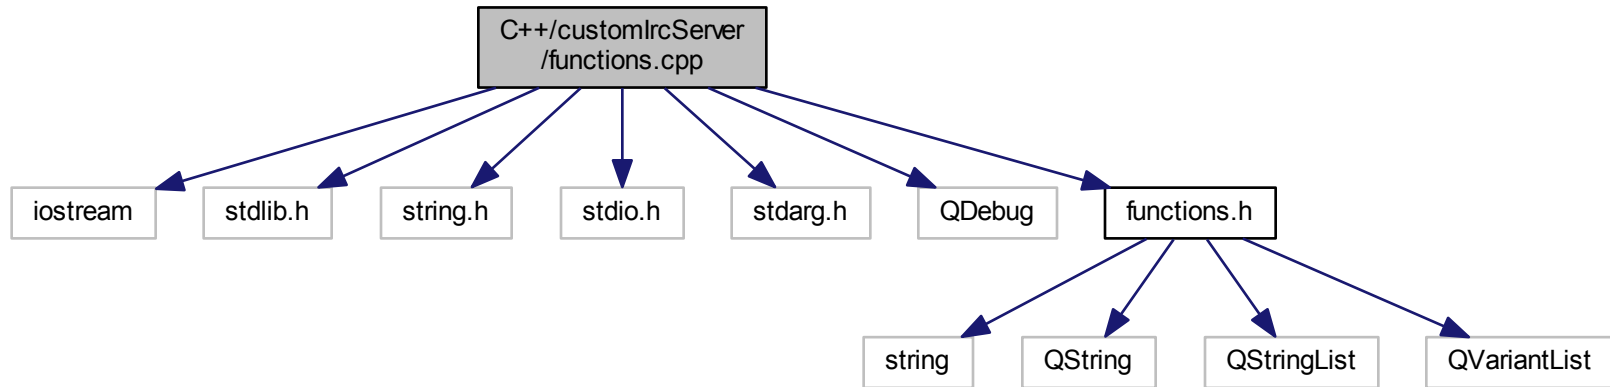 C++/customIrcServer
/functions.cpp
iostream
stdlib.h
string.h
stdio.h
stdarg.h
QDebug
functions.h
string
QString
QStringList
QVariantList